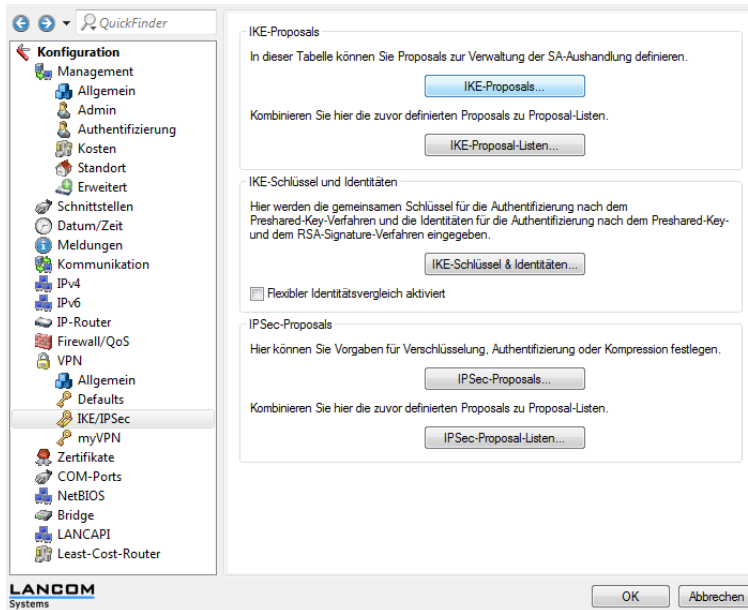 QuickFinder
Konfiguration
Management
Allgemein
Admin
Authentifizierung
Kosten
Standort
Erweitert
Schnittstellen
Datum/Zeit
Meldungen
Kommunikation
IPv4
IPv6
IP-Router
Firewall/QoS
VPN
Allgemein
Defaults
IKE/IPSec
myVPN
Zertifikate
COM-Ports
NetBIOS
Bridge
LANCAPI
Least-Cost-Router
IKE-Proposals
In dieser Tabelle können Sie Proposals zur Verwaltung der SA-Aushandlung definieren.
IKE-Proposals...
Kombinieren Sie hier die zuvor definierten Proposals zu Proposal-Listen.
IKE-Proposal-Listen...
IKE-Schlüssel und Identitäten
Hier werden die gemeinsamen Schlüssel für die Authentifizierung nach dem
Preshared-Key-Verfahren und die Identitäten für die Authentifizierung nach dem Preshared-Key-
und dem RSA-Signature-Verfahren eingegeben.
IKE-Schlüssel & Identitäten...
Flexibler Identitätsvergleich aktiviert
IPSec-Proposals
Hier können Sie Vorgaben für Verschlüsselung, Authentifizierung oder Kompression festlegen.
IPSec-Proposals...
Kombinieren Sie hier die zuvor definierten Proposals zu Proposal-Listen.
IPSec-Proposal-Listen...
LANCOM
Systems
OK
Abbrechen